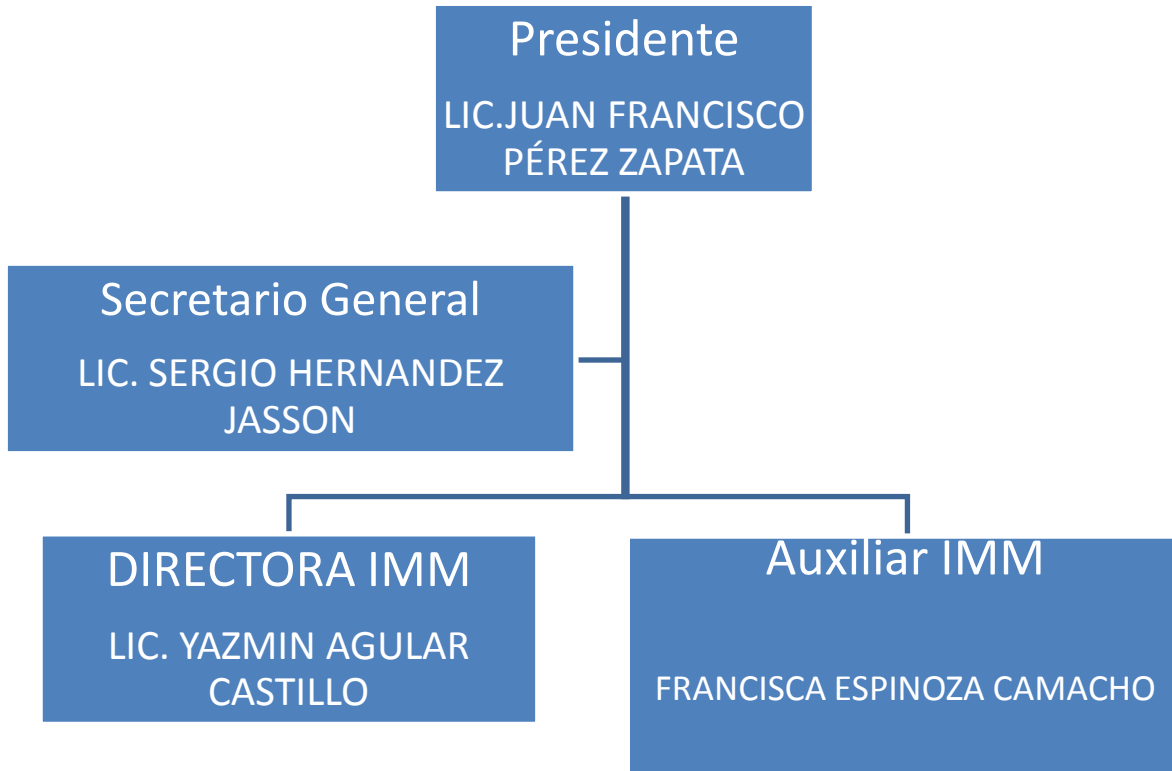 Presidente
LIC.JUAN FRANCISCO
PÉREZ ZAPATA
Secretario General
LIC. SERGIO HERNANDEZ
JASSON
DIRECTORA IMM
LIC. YAZMIN AGULAR
CASTILLO
Auxiliar IMM
FRANCISCA ESPINOZA CAMACHO